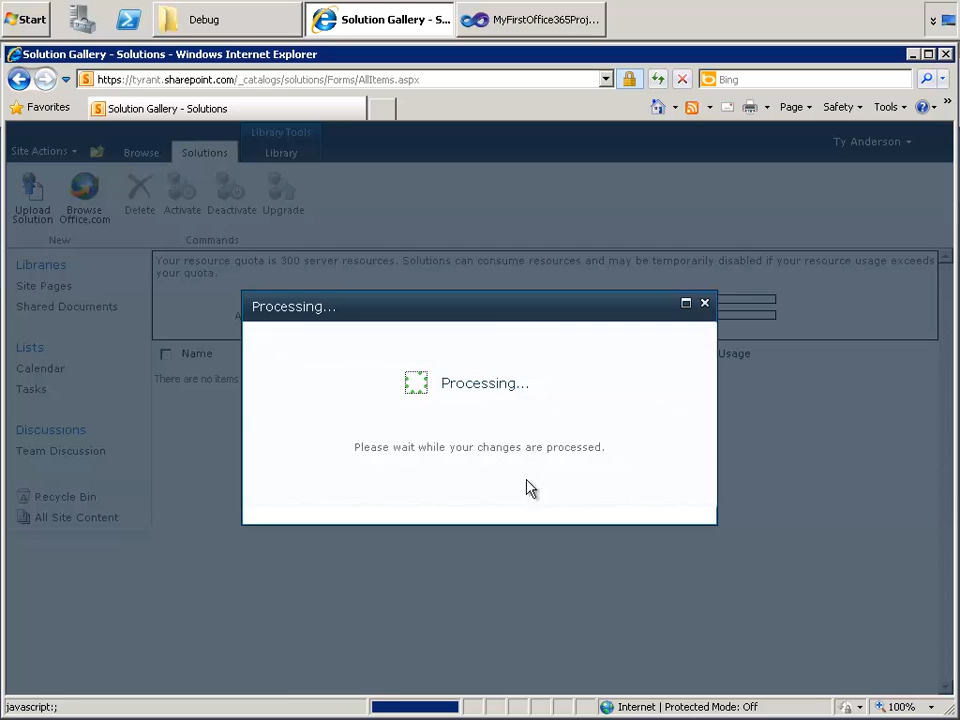 Start
Debug
Solution Gallery - S...
MyFirstOffice365Proj...
Solution Gallery - Solutions - Windows Internet Explorer
https://tyrant.sharepoint.com/_catalogs/solutions/Forms/AllItems.aspx
Bing
Favorites
Solution Gallery - Solutions
Page
Safety
Tools
Library Tools
Ty Anderson
Site Actions
Browse
Solutions
Library
Upload
Solution
Browse
Office.com
Delete
Activate
Deactivate
Upgrade
New
Commands
Libraries
Site Pages
Shared Documents
Lists
Calendar
Tasks
Discussions
Team Discussion
Recycle Bin
All Site Content
Your resource quota is 300 server resources. Solutions can consume resources and may be temporarily disabled if your resource usage exceeds
your quota.
Name
Usage
There are no items
Processing...
Processing...
Please wait while your changes are processed.
javascript:;
Internet | Protected Mode: Off
100%